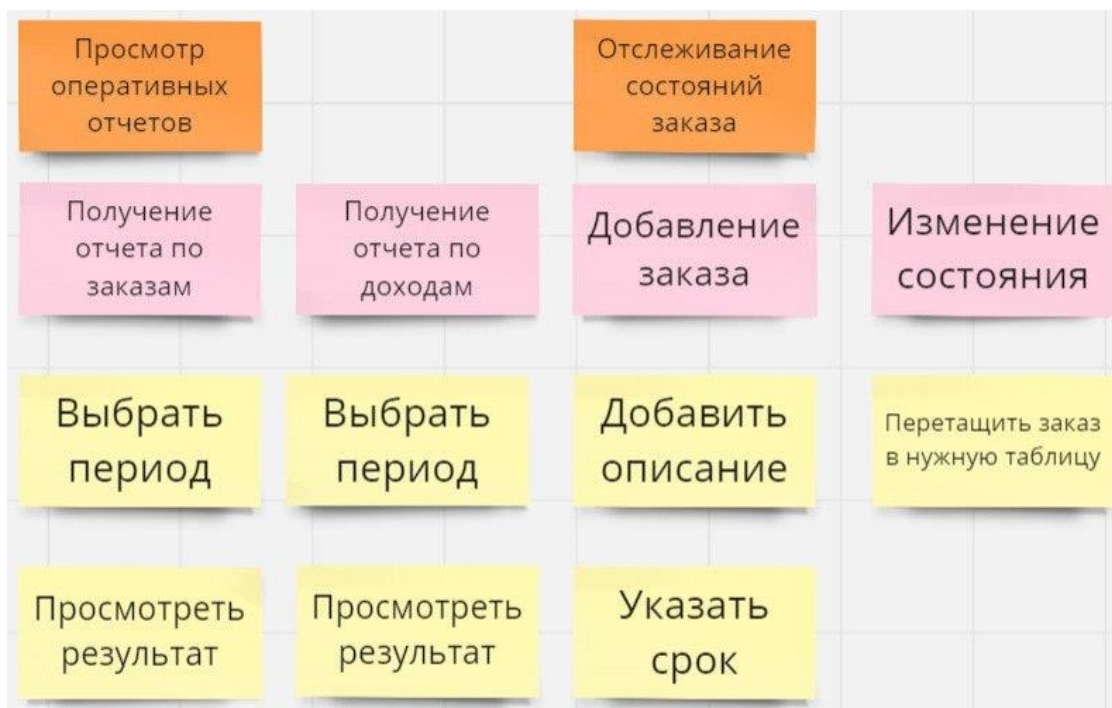 Просмотр
оперативных
отчетов
Отслеживание
состояний
заказа
Получение
отчета по
заказам
Получение
отчета по
доходам
Добавление
заказа
Изменение
состояния
Выбрать
период
Выбрать
период
Добавить
описание
Перетащить заказ
в нужную таблицу
Просмотреть
результат
Просмотреть
результат
Указать
срок